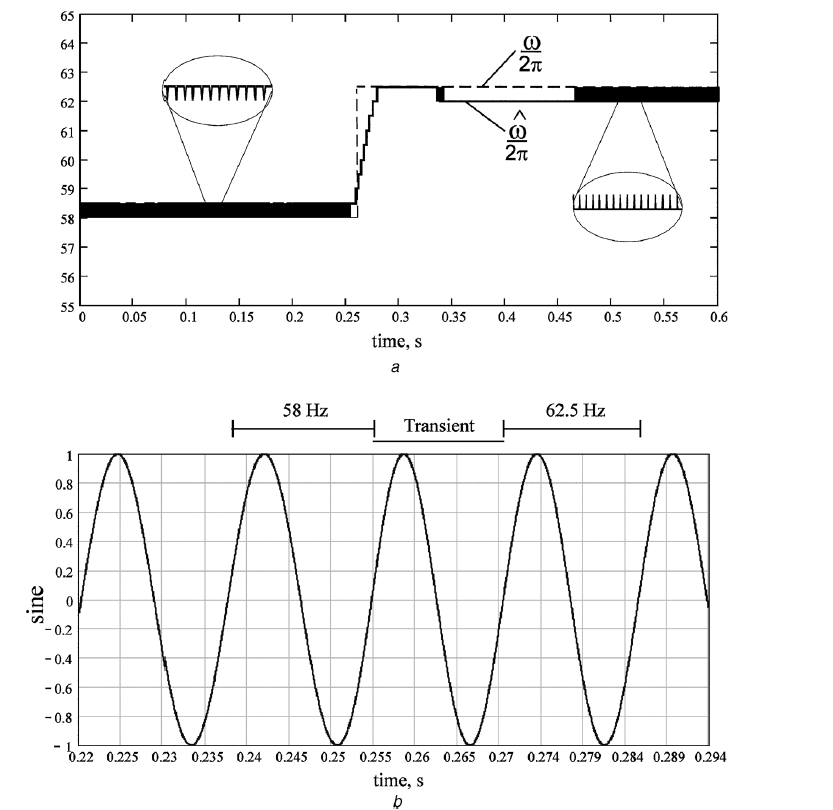 65
64
63
62
61
60
59
58
57
56
55
ω
2π
ω̂
2π
0 0.05 0.1 0.15 0.2 0.25 0.3 0.35 0.4 0.45 0.5 0.55 0.6
time, s
a
58 Hz
Transient
62.5 Hz
1
0.8
0.6
0.4
0.2
0
-0.2
-0.4
-0.6
-0.8
-1
sine
0.22 0.225 0.23 0.235 0.24 0.245 0.25 0.255 0.26 0.265 0.27 0.274 0.279 0.284 0.289 0.294
time, s
b